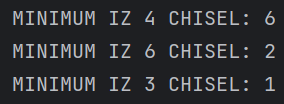 MINIMUM IZ 4 CHISEL: 6
MINIMUM IZ 6 CHISEL: 2
MINIMUM IZ 3 CHISEL: 1